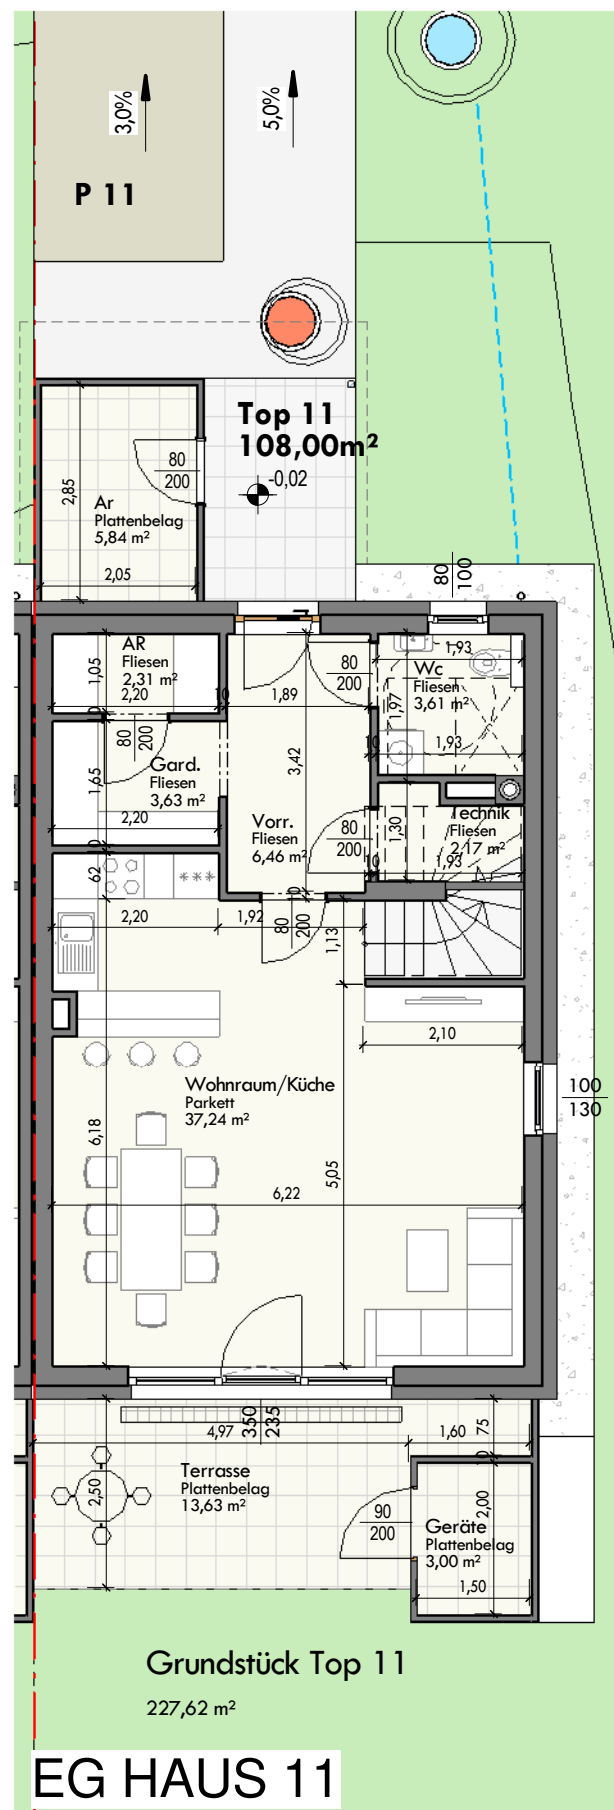 3,0%
5,0%
P 11
Top 11
108,00m²
-0,02
80
200
2,85
Ar
Plattenbelag
5,84 m²
2,05
80
100
AR
Fliesen
2,31 m²
1,05
2,20
10
1,89
80
200
1,93
Wc
Fliesen
3,61 m²
1,97
80
200
Gard.
Fliesen
3,63 m²
1,65
2,20
3,42
10
1,93
Vorr.
Fliesen
6,46 m²
80
200
1,30
Technik
Fliesen
2,17 m²
10
1,93
62
***
10
2,20
1,92
80
200
1,13
2,10
Wohnraum/Küche
Parkett
37,24 m²
100
130
6,18
5,05
6,22
4,97
350
235
1,60
75
Terrasse
Plattenbelag
13,63 m²
2,50
90
200
2,00
Geräte
Plattenbelag
3,00 m²
1,50
Grundstück Top 11
227,62 m²
EG HAUS 11